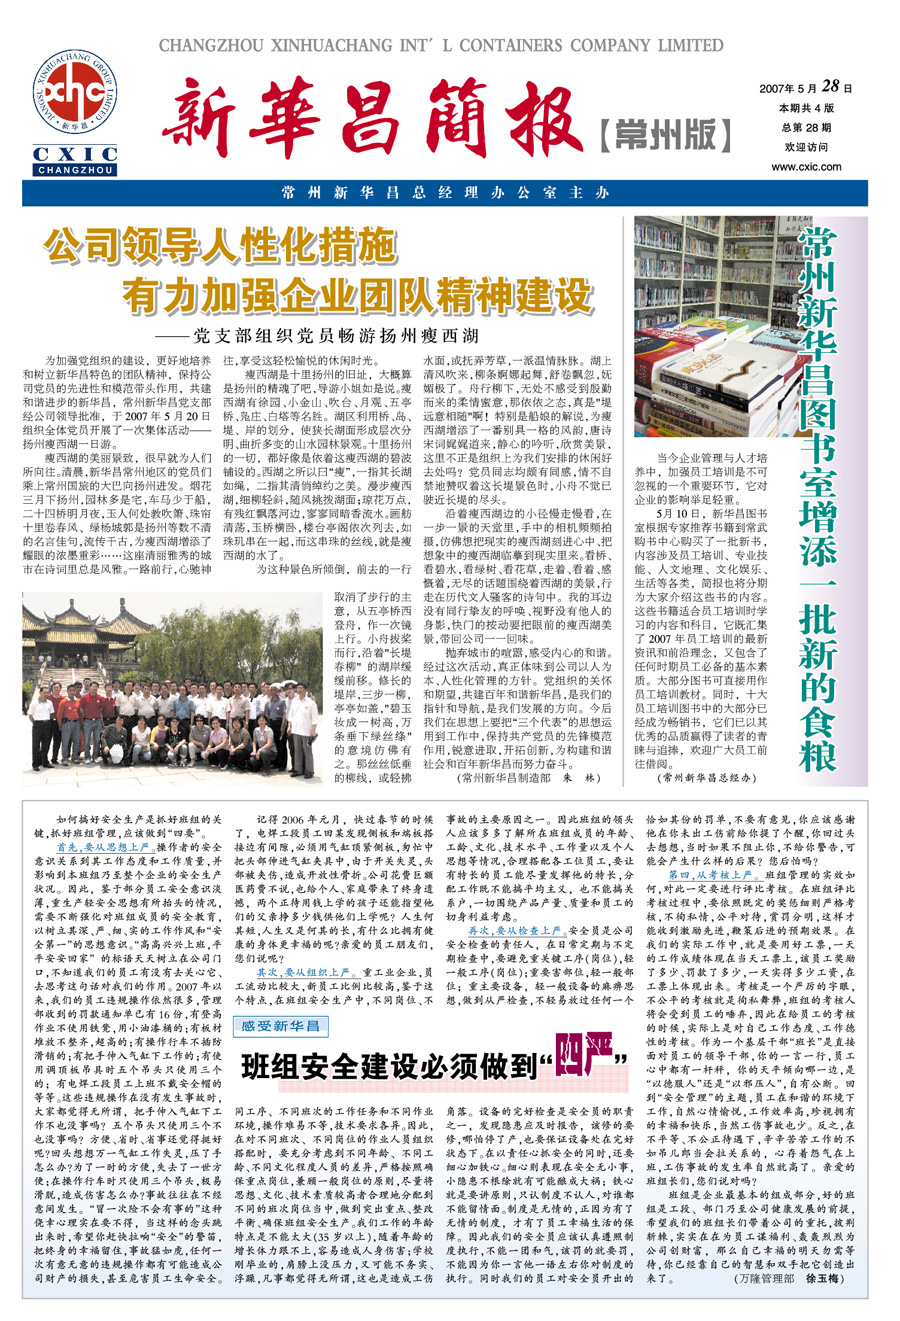 CHANGZHOU XINHUACHANG INT'L CONTAINERS COMPANY LIMITED
JIANGSU XINHUACHANG GROUP LIMITED
xhc
·新华昌·
CXIC
CHANGZHOU
新華昌簡报
【常州版】
2007年5月28日
本期共4版
总第28期
欢迎访问
www.cxic.com
常州新华昌总经理办公室主办
公司领导人性化措施
有力加强企业团队精神建设
——党支部组织党员畅游扬州瘦西湖
为加强党组织的建设，更好地培养
和树立新华昌特色的团队精神，保持公
司党员的先进性和模范带头作用，共建
和谐进步的新华昌，常州新华昌党支部
经公司领导批准，于2007年5月20日
组织全体党员开展了一次集体活动——
扬州瘦西湖一日游。
瘦西湖的美丽景致，很早就为人们
所向往。清晨，新华昌常州地区的党员们
乘上常州国旅的大巴向扬州进发。烟花
三月下扬州，园林多是宅，车马少于船，
二十四桥明月夜，玉人何处教吹箫、珠帘
十里卷春风、绿杨城郭是扬州等数不清
的名言佳句，流传千古，为瘦西湖增添了
耀眼的浓墨重彩……这座清丽雅秀的城
市在诗词里总是风雅。一路前行，心驰神
往，享受这轻松愉悦的休闲时光。
瘦西湖是十里扬州的旧址，大概算
是扬州的精魂了吧，导游小姐如是说。瘦
西湖有徐园、小金山、吹台、月观、五亭
桥、凫庄、白塔等名胜。湖区利用桥、岛、
堤、岸的划分，使狭长湖面形成层次分
明、曲折多变的山水园林景观。十里扬州
的一切，都好像是依着这瘦西湖的碧波
铺设的。西湖之所以曰“瘦”，一指其长湖
如绳，二指其清俏绰约之美。漫步瘦西
湖，细柳轻斜，随风挑拨湖面；琼花万点，
有残红飘落河边，寥寥同暗香流水。画舫
清荡，玉桥横卧，楼台亭阁依次列去，如
珠玑串在一起，而这串珠的丝线，就是瘦
西湖的水了。
为这种景色所倾倒，前去的一行
取消了步行的主
意，从五亭桥西
登舟，作一次镜
上行。小舟拔桨
而行，沿着"长堤
春柳" 的湖岸缓
缓前移。修长的
堤岸，三步一柳，
亭亭如盖，"碧玉
妆成一树高，万
条垂下绿丝绦"
的意境仿佛有
之。那丝丝低垂
的柳线，或轻拂
水面，或抚弄芳草，一派温情脉脉。湖上
清风吹来，柳条婀娜起舞，舒卷飘忽，妩
媚极了。舟行柳下，无处不感受到殷勤
而来的柔情蜜意，那依依之态，真是"堤
远意相随"啊！特别是船娘的解说，为瘦
西湖增添了一番别具一格的风韵，唐诗
宋词娓娓道来，静心的吟听，欣赏美景，
这里不正是组织上为我们安排的休闲好
去处吗？党员同志均颇有同感，情不自
禁地赞叹着这长堤景色时，小舟不觉已
驶近长堤的尽头。
沿着瘦西湖边的小径慢走慢看，在
一步一景的天堂里，手中的相机频频拍
摄，仿佛想把现实的瘦西湖刻进心中、把
想象中的瘦西湖临摹到现实里来。看桥、
看碧水，看绿树、看花草，走着、看着、感
慨着，无尽的话题围绕着西湖的美景，行
走在历代文人骚客的诗句中。我的耳边
没有同行挚友的呼唤、视野没有他人的
身影，快门的按动要把眼前的瘦西湖美
景，带回公司一一回味。
抛弃城市的喧嚣，感受内心的和谐。
经过这次活动，真正体味到公司以人为
本、人性化管理的方针。党组织的关怀
和期望，共建百年和谐新华昌，是我们的
指针和导航，是我们发展的方向。今后
我们在思想上要把“三个代表”的思想运
用到工作中，保持共产党员的先锋模范
作用，锐意进取，开拓创新，为构建和谐
社会和百年新华昌而努力奋斗。
（常州新华昌制造部 朱 林）
常州新华昌图书室增添一批新的食粮
当今企业管理与人才培
养中，加强员工培训是不可
忽视的一个重要环节，它对
企业的影响举足轻重。
5月10日，新华昌图书
室根据专家推荐书籍到常武
购书中心购买了一批新书，
内容涉及员工培训、专业技
能、人文地理、文化娱乐、
生活等各类，简报也将分期
为大家介绍这些书的内容。
这些书籍适合员工培训时学
习的内容和科目，它既汇集
了2007年员工培训的最新
资讯和前沿理念，又包含了
任何时期员工必备的基本素
质。大部分图书可直接用作
员工培训教材。同时，十大
员工培训图书中的大部分已
经成为畅销书，它们已以其
优秀的品质赢得了读者的青
睐与追捧，欢迎广大员工前
往借阅。
（常州新华昌总经办）
如何搞好安全生产是抓好班组的关
键，抓好班组管理，应该做到“四要”。
首先，要从思想上严。操作者的安全
意识关系到其工作态度和工作质量，并
影响到本班组乃至整个企业的安全生产
状况。因此，鉴于部分员工安全意识淡
薄，重生产轻安全思想有所抬头的情况，
需要不断强化对班组成员的安全教育，
以树立其深、严、细、实的工作作风和“安
全第一”的思想意识。“高高兴兴上班，平
平安安回家” 的标语天天树立在公司门
口，不知道我们的员工有没有去关心它、
去思考这句话对我们的作用。2007年以
来，我们的员工违规操作依然很多，管理
部收到的罚款通知单已有16份，有登高
作业不使用铁凳，用小油漆桶的；有板材
堆放不整齐，超高的；有操作行车不插防
滑销的；有把手伸入气缸下工作的；有使
用调顶板吊具时五个吊头只使用三个
的；有电焊工段员工上班不戴安全帽的
等等。这些违规操作在没有发生事故时，
大家都觉得无所谓，把手伸入气缸下工
作不也没事吗？五个吊头只使用三个不
也没事吗？方便、省时、省事还觉得挺好
呢？回头想想万一气缸工作失灵，压了手
怎么办？为了一时的方便，失去了一世方
便；在操作行车时只使用三个吊头，极易
滑脱，造成伤害怎么办？事故往往在不经
意间发生。“冒一次险不会有事的”这种
侥幸心理实在要不得，当这样的念头跳
出来时，希望你赶快拉响“安全”的警笛，
把终身的幸福留住，事故猛如虎，任何一
次有意无意的违规操作都有可能造成公
司财产的损失，甚至危害员工生命安全。
记得2006年元月，快过春节的时候
了，电焊工段员工田某发现侧板和端板搭
接边有间隙，必须用气缸顶紧侧板，匆忙中
把头部伸进气缸夹具中，由于开关失灵，头
部被夹伤，造成开放性骨折。公司花费巨额
医药费不说，也给个人、家庭带来了终身遗
憾，两个正待用钱上学的孩子还能指望他
们的父亲挣多少钱供他们上学呢？人生何
其短，人生又是何其的长，有什么比拥有健
康的身体更幸福的呢？亲爱的员工朋友们，
您们说呢？
其次，要从组织上严。重工业企业，员
工流动比较大，新员工比例比较高，鉴于这
个特点，在班组安全生产中，不同岗位、不
感受新华昌
班组安全建设必须做到“四严”
同工序、不同班次的工作任务和不同作业
环境，操作难易不等，技术要求各异。因此，
在对不同班次、不同岗位的作业人员组织
搭配时，要充分考虑到不同年龄、不同工
龄、不同文化程度人员的差异，严格按照确
保重点岗位，兼顾一般岗位的原则，尽量将
思想、文化、技术素质较高者合理地分配到
不同的班次岗位当中，做到突出重点、整改
平衡、确保班组安全生产。我们工作的年龄
特点是不能太大(35岁以上)，随着年龄的
增长体力跟不上，容易造成人身伤害；学校
刚毕业的，肩膀上没压力，又可能不务实、
浮躁，凡事都觉得无所谓，这也是造成工伤
事故的主要原因之一。因此班组的领头
人应该多多了解所在班组成员的年龄、
工龄、文化、技术水平、工作量以及个人
思想等情况，合理搭配各工位员工，要让
有特长的员工能尽量发挥他的特长，分
配工作既不能搞平均主义，也不能搞关
系户，一切围绕产品产量、质量和员工的
切身利益考虑。
再次，要从检查上严。安全员是公司
安全检查的责任人，在日常定期与不定
期检查中，要避免重关键工序(岗位)，轻
一般工序(岗位)；重要害部位，轻一般部
位；重主要设备，轻一般设备的麻痹思
想，做到从严检查，不轻易放过任何一个
角落。设备的完好检查是安全员的职责
之一，发现隐患应及时报告，该修的要
修，哪怕停了产，也要保证设备处在完好
状态下。在以责任心抓安全的同时，还要
细心加铁心。细心则表现在安全无小事，
小隐患不根除就有可能酿成大祸；铁心
就是要讲原则，只认制度不认人，对谁都
不能留情面。制度是无情的，正因为有了
无情的制度，才有了员工幸福生活的保
障。因此我们的安全员应该认真遵照制
度执行，不能一团和气，该罚的就要罚，
不能因为你一言他一语左右你对制度的
执行。同时我们的员工对安全员开出的
恰如其份的罚单，不要有意见，你应该感谢
他在你未出工伤前给你提了个醒，你回过头
去想想，当时如果不阻止你，不给你警告，可
能会产生什么样的后果？您后怕吗？
第四，从考核上严。班组管理的实效如
何，对此一定要进行评比考核。在班组评比
考核过程中，要依照既定的奖惩细则严格考
核，不徇私情，公平对待，赏罚分明，这样才
能收到激励先进，鞭策后进的预期效果。在
我们的实际工作中，就是要用好工票，一天
的工作成绩体现在当天工票上，该员工奖励
了多少、罚款了多少，一天实得多少工资，在
工票上体现出来。考核是一个严厉的字眼，
不公平的考核就是徇私舞弊，班组的考核人
将会受到员工的唾弃，因此在给员工的考核
的时候，实际上是对自己工作态度、工作德
性的考核。作为一个基层干部“班长”是直接
面对员工的领导干部，你的一言一行，员工
心中都有一杆秤，你的天平倾向哪一边，是
“以德服人”还是“以邪压人”，自有公断。回
到“安全管理”的主题，员工在和谐的环境下
工作，自然心情愉悦，工作效率高，珍视拥有
的幸福和快乐，当然工伤事故也少。反之，在
不平等、不公正待遇下，辛辛苦苦工作的不
如吊儿郎当会拉关系的，心存着怨气在上
班，工伤事故的发生率自然就高了。亲爱的
班组长们，您们说对吗？
班组是企业最基本的组成部分，好的班
组是工段、部门乃至公司健康发展的前提，
希望我们的班组长们带着公司的重托，披荆
斩棘，实实在在为员工谋福利、轰轰烈烈为
公司创财富，那么自己幸福的明天勿需等
待，你已经靠自己的智慧和双手把它创造出
来了。 （万隆管理部 徐玉梅）